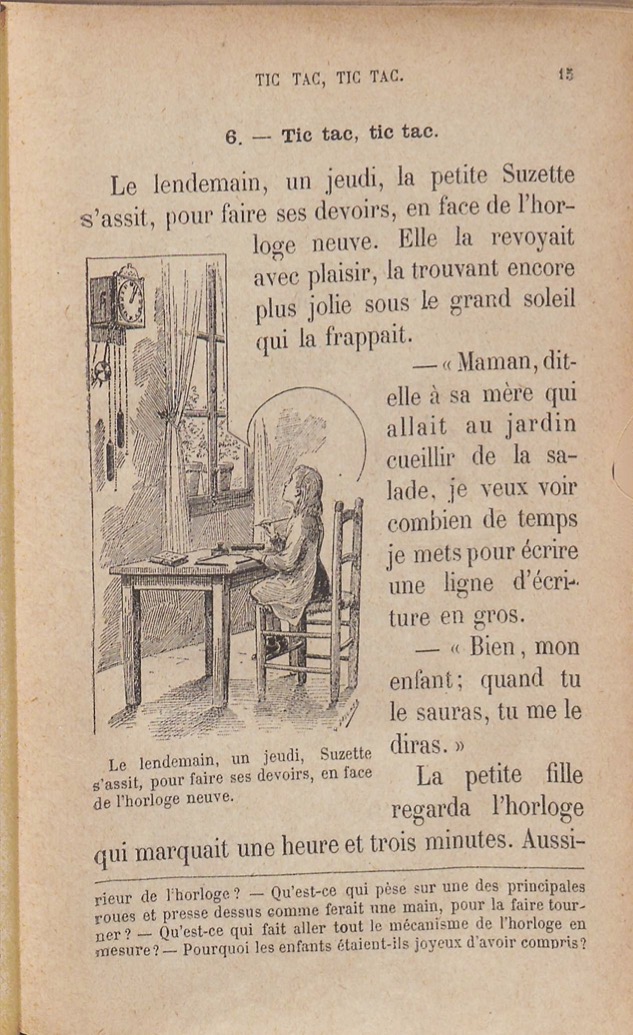 TIC TAC, TIC TAC. 15
6. — Tic tac, tic tac.
Le lendemain, un jeudi, la petite Suzette
s'assit, pour faire ses devoirs, en face de l'hor-
loge neuve. Elle la revoyait
avec plaisir, la trouvant encore
plus jolie sous le grand soleil
qui la frappait.
— « Maman, dit-
elle à sa mère qui
allait au jardin
cueillir de la sa-
lade, je veux voir
combien de temps
je mets pour écrire
une ligne d'écri-
ture en gros.
— « Bien, mon
enfant; quand tu
le sauras, tu me le
diras. »
Le lendemain, un jeudi, Suzette
s'assit, pour faire ses devoirs, en face
de l'horloge neuve.
La petite fille
regarda l'horloge
qui marquait une heure et trois minutes. Aussi-
rieur de l'horloge? — Qu'est-ce qui pèse sur une des principales
roues et presse dessus comme ferait une main, pour la faire tour-
ner? — Qu'est-ce qui fait aller tout le mécanisme de l'horloge en
mesure? — Pourquoi les enfants étaient-ils joyeux d'avoir compris?